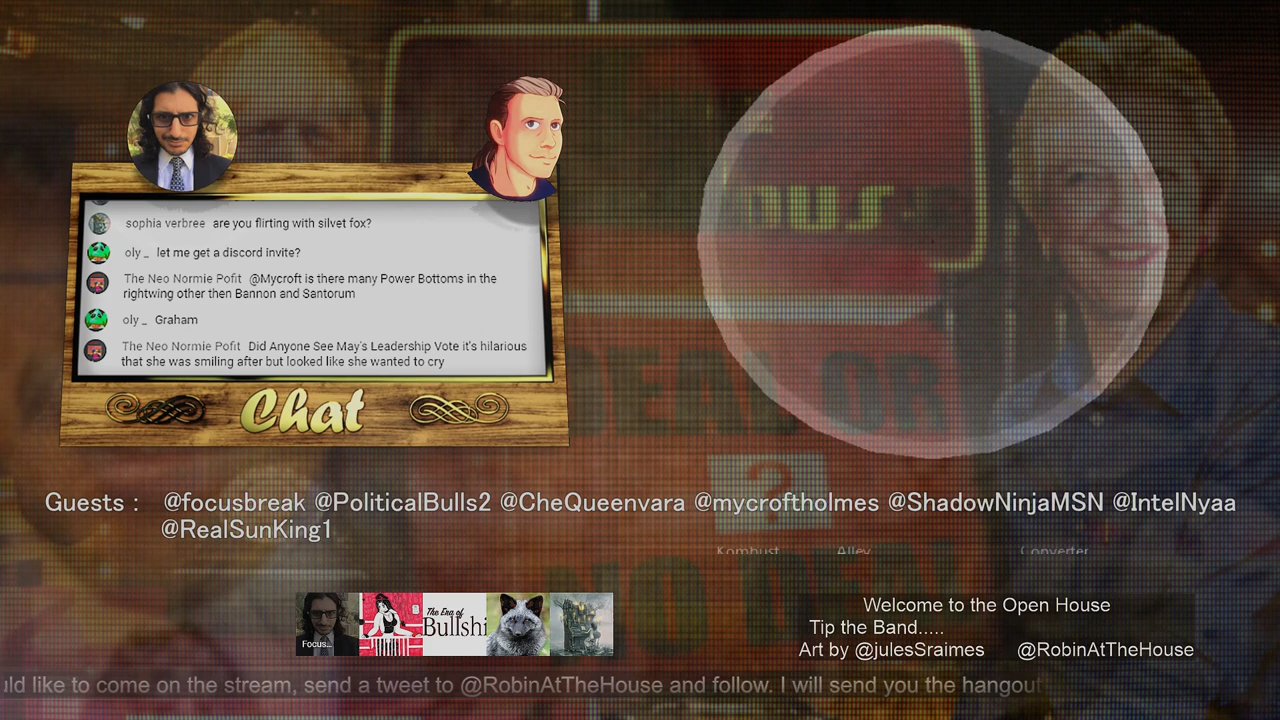 sophia verbree are you flirting with silvet fox?
oly _ let me get a discord invite?
The Neo Normie Pofit @Mycroft is there many Power Bottoms in the
rightwing other then Bannon and Santorum
oly _ Graham
The Neo Normie Pofit Did Anyone See May's Leadership Vote it's hilarious
that she was smiling after but looked like she wanted to cry
Chat
ous
DEAL OR
?
NO DEAL
Guests : @focusbreak @PoliticalBulls2 @CheQueenvara @mycroftholmes @ShadowNinjaMSN @IntelNyaa
@RealSunKing1
Kombust Alley Converter
Focus...
The Era of
Bullshi
Welcome to the Open House
Tip the Band.....
Art by @julesSraimes @RobinAtTheHouse
uld like to come on the stream, send a tweet to @RobinAtTheHouse and follow. I will send you the hangout